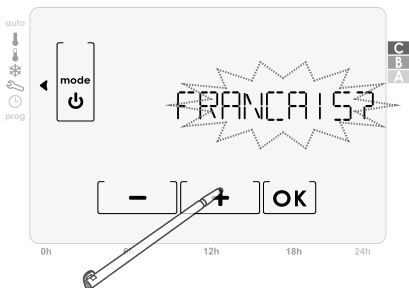 auto
mode
prog
FRANCAIS?
C
B
A
− + OK
0h 12h 18h 24h